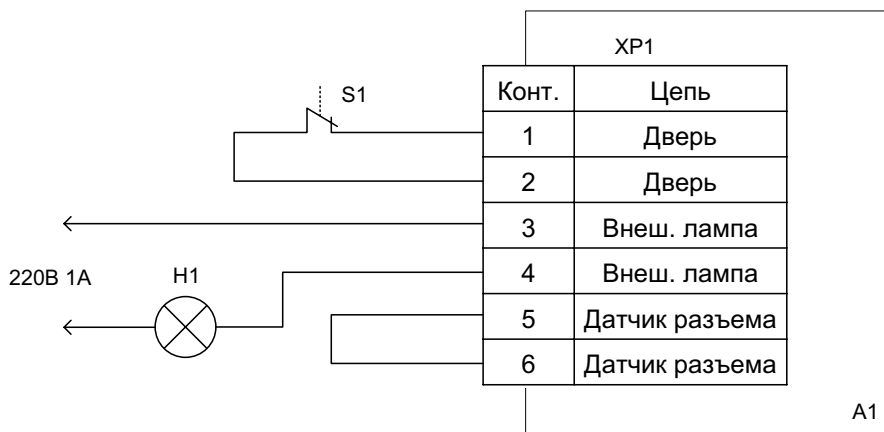 XP1
S1
Конт. Цепь
1 Дверь
2 Дверь
3 Внеш. лампа
220В 1А H1
4 Внеш. лампа
5 Датчик разъема
6 Датчик разъема
A1